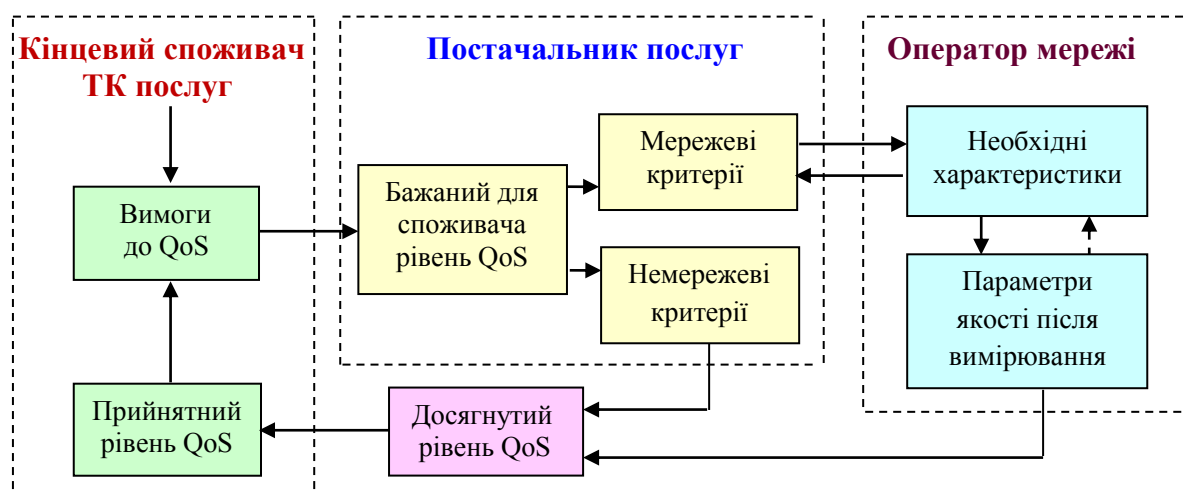 Кінцевий споживач
ТК послуг
Постачальник послуг
Оператор мережі
Вимоги
до QoS
Бажаний для
споживача
рівень QoS
Мережеві
критерії
Немережеві
критерії
Необхідні
характеристики
Параметри
якості після
вимірювання
Досягнутий
рівень QoS
Прийнятний
рівень QoS